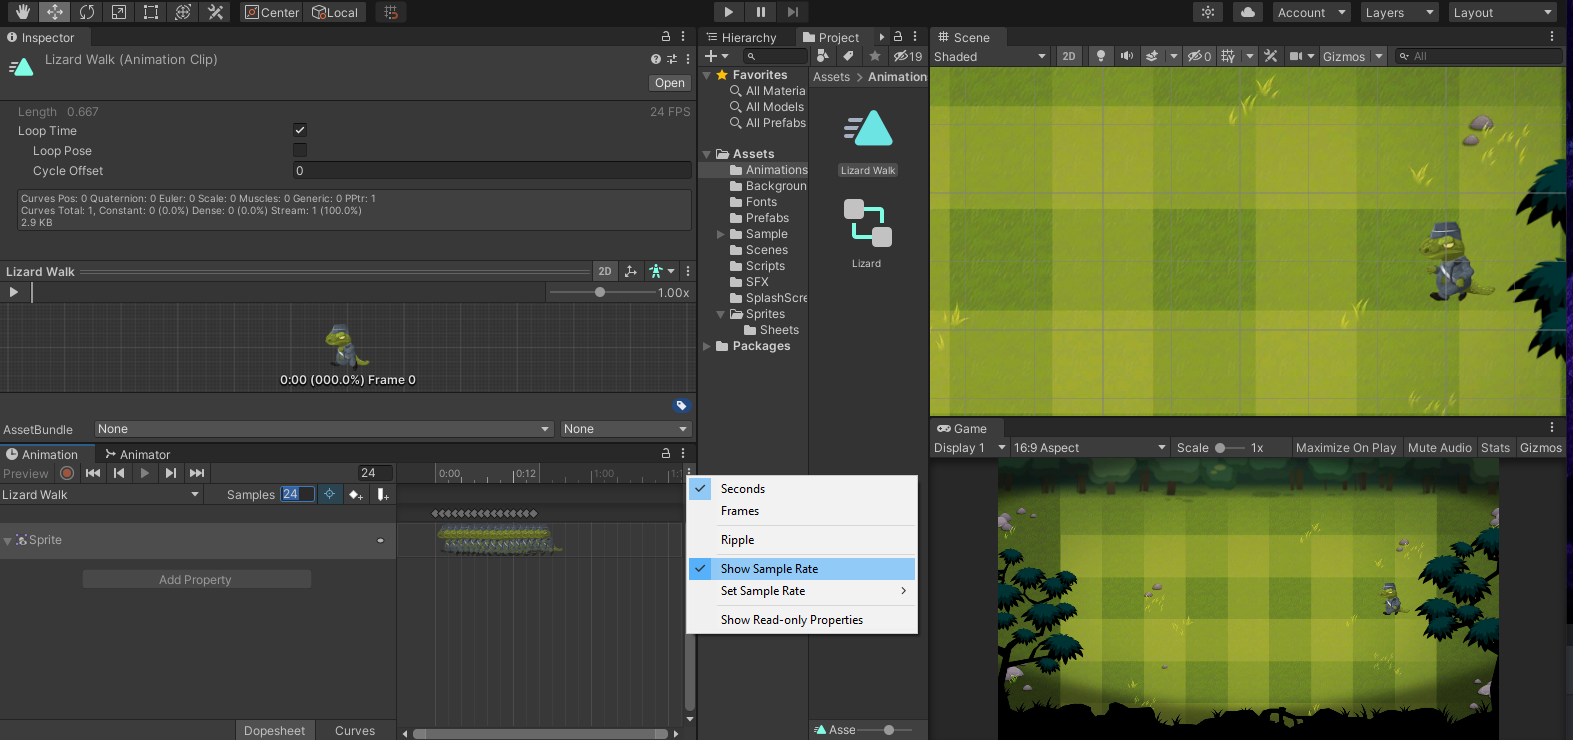 Center
Local
Account
Layers
Layout
Inspector
Lizard Walk (Animation Clip)
Open
Length 0.667
24 FPS
Loop Time
Loop Pose
Cycle Offset
0
Curves Pos: 0 Quaternion: 0 Euler: 0 Scale: 0 Muscles: 0 Generic: 0 PPtr: 1
Curves Total: 1, Constant: 0 (0.0%) Dense: 0 (0.0%) Stream: 1 (100.0%)
2.9 KB
Lizard Walk
2D
1.00x
0:00 (000.0%) Frame 0
AssetBundle
None
None
Animation
Animator
Preview
24
0:00
0:12
1:00
Lizard Walk
Samples 24
Sprite
Add Property
Dopesheet
Curves
Seconds
Frames
Ripple
Show Sample Rate
Set Sample Rate
Show Read-only Properties
Hierarchy
Project
19
Favorites
All Materia
All Models
All Prefabs
Assets
Animations
Backgroun
Fonts
Prefabs
Sample
Scenes
Scripts
SFX
SplashScre
Sprites
Sheets
Packages
Assets > Animation
Lizard Walk
Lizard
Asse
Scene
Shaded
2D
0
Gizmos
All
Game
Display 1
16:9 Aspect
Scale
1x
Maximize On Play
Mute Audio
Stats
Gizmos